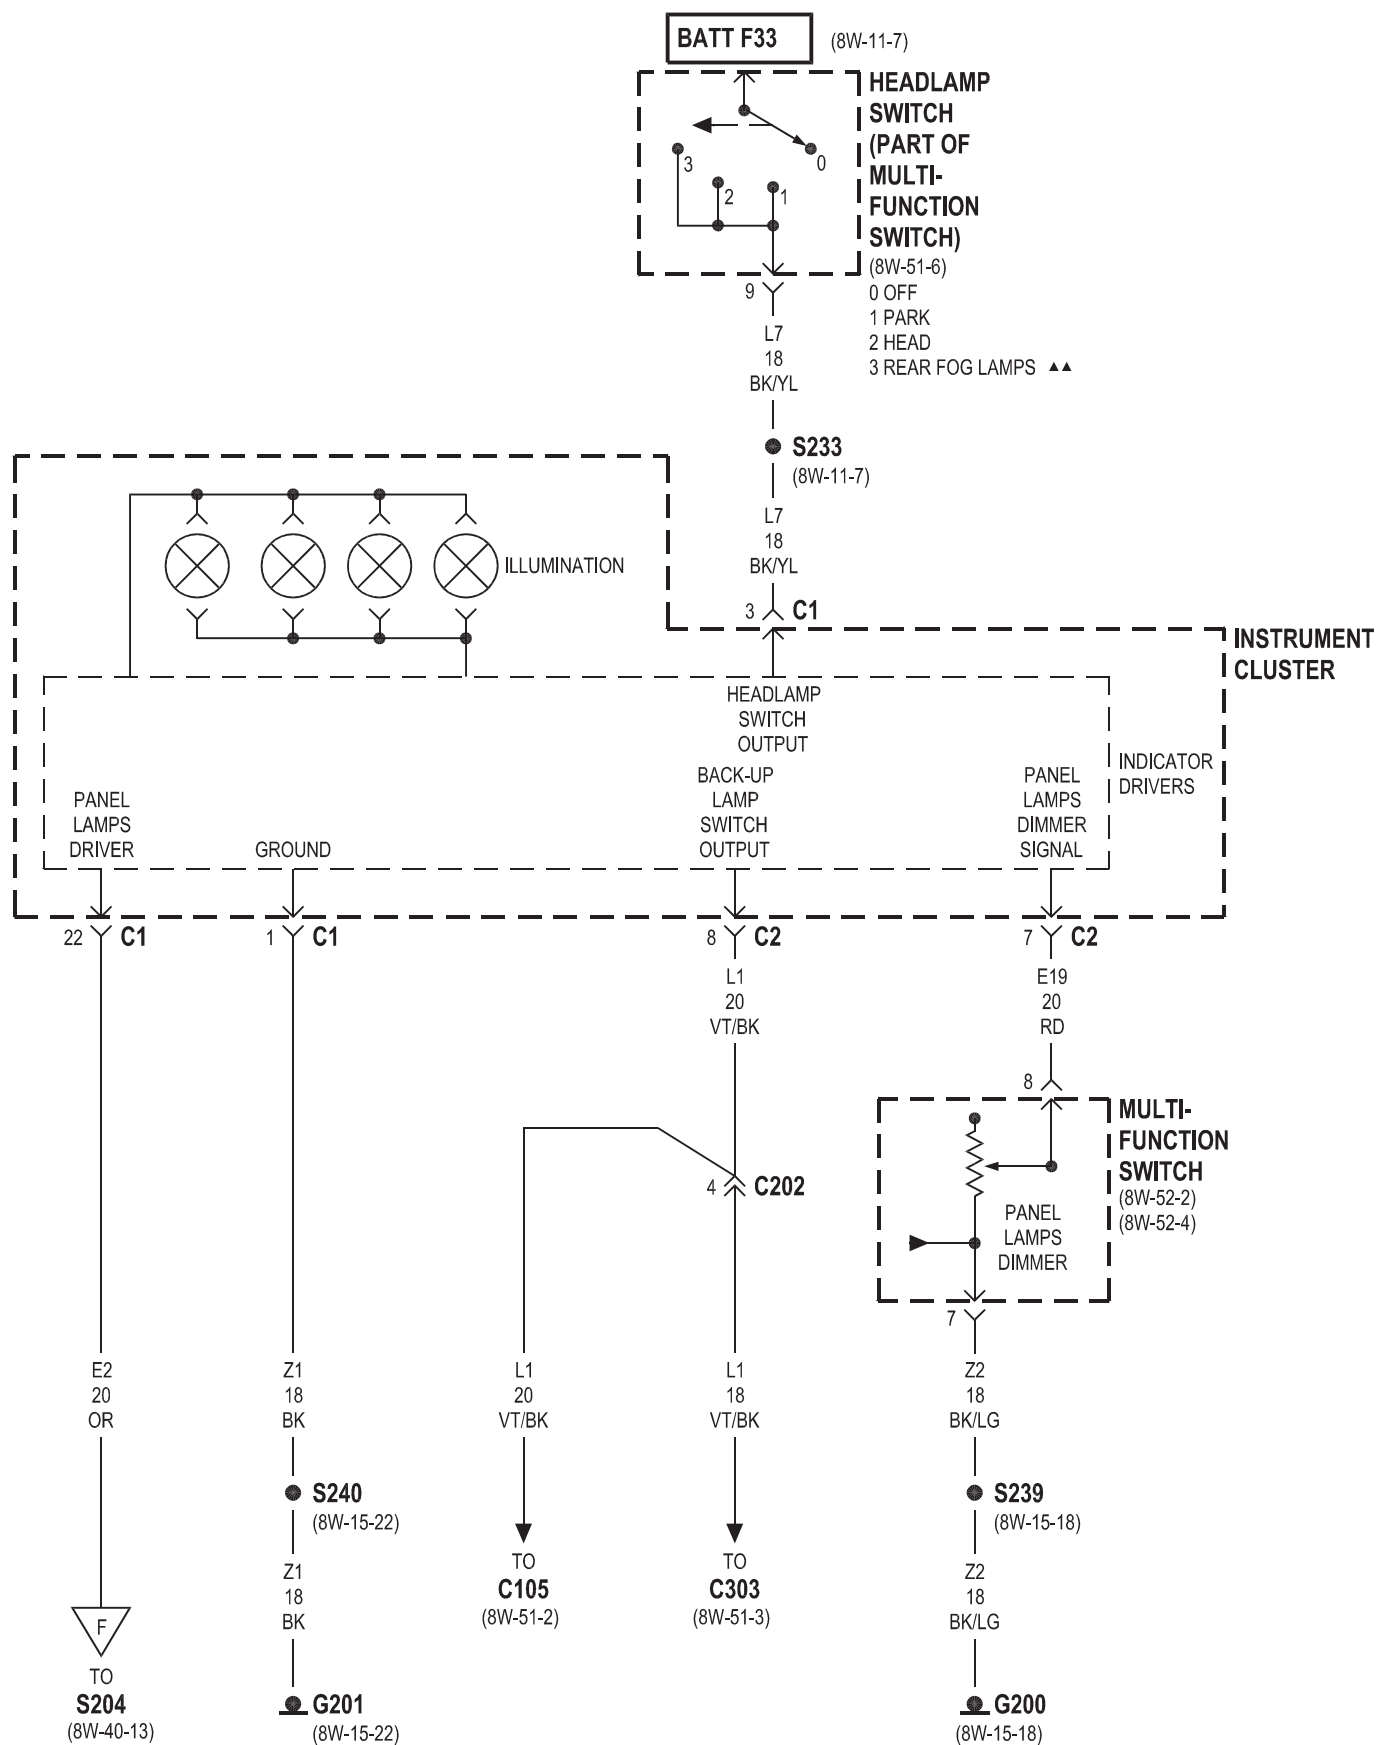 BATT F33
(8W-11-7)
HEADLAMP
SWITCH
(PART OF
MULTI-
FUNCTION
SWITCH)
(8W-51-6)
0 OFF
1 PARK
2 HEAD
3 REAR FOG LAMPS ▲▲
3
2
1
0
9
L7
18
BK/YL
S233
(8W-11-7)
L7
18
BK/YL
3
C1
ILLUMINATION
INSTRUMENT
CLUSTER
HEADLAMP
SWITCH
OUTPUT
PANEL
LAMPS
DRIVER
GROUND
BACK-UP
LAMP
SWITCH
OUTPUT
PANEL
LAMPS
DIMMER
SIGNAL
INDICATOR
DRIVERS
22
C1
1
C1
8
C2
7
C2
L1
20
VT/BK
E19
20
RD
8
MULTI-
FUNCTION
SWITCH
(8W-52-2)
(8W-52-4)
4
C202
PANEL
LAMPS
DIMMER
7
E2
20
OR
Z1
18
BK
L1
20
VT/BK
L1
18
VT/BK
Z2
18
BK/LG
S240
(8W-15-22)
S239
(8W-15-18)
Z1
18
BK
TO
C105
(8W-51-2)
TO
C303
(8W-51-3)
Z2
18
BK/LG
F
TO
S204
(8W-40-13)
G201
(8W-15-22)
G200
(8W-15-18)